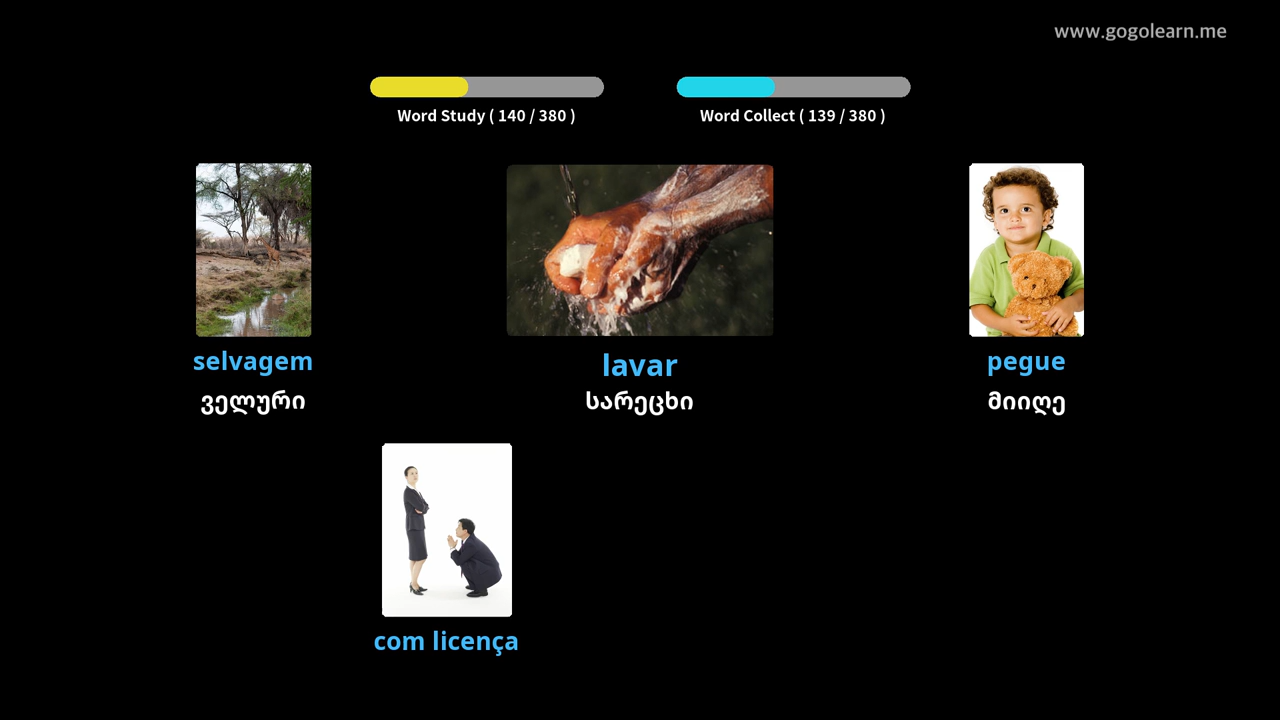 www.gogolearn.me
Word Study ( 140 / 380 )
Word Collect ( 139 / 380 )
selvagem
ველური
lavar
სარეცხი
pegue
მიიღე
com licença